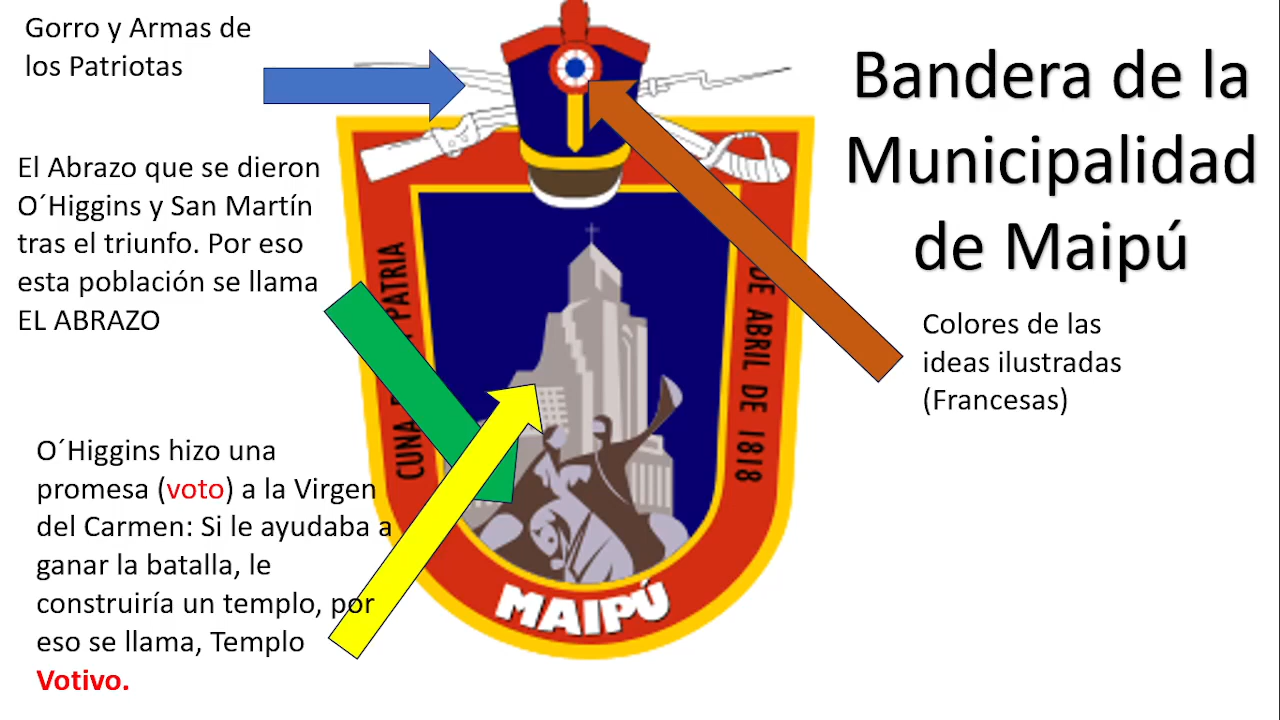 Gorro y Armas de
los Patriotas
Bandera de la
Municipalidad
de Maipú
El Abrazo que se dieron
O´Higgins y San Martín
tras el triunfo. Por eso
esta población se llama
EL ABRAZO
Colores de las
ideas ilustradas
(Francesas)
O´Higgins hizo una
promesa (voto) a la Virgen
del Carmen: Si le ayudaba a
ganar la batalla, le
construiría un templo, por
eso se llama, Templo
Votivo.
CUNA PATRIA
DE ABRIL DE 1818
MAIPÚ